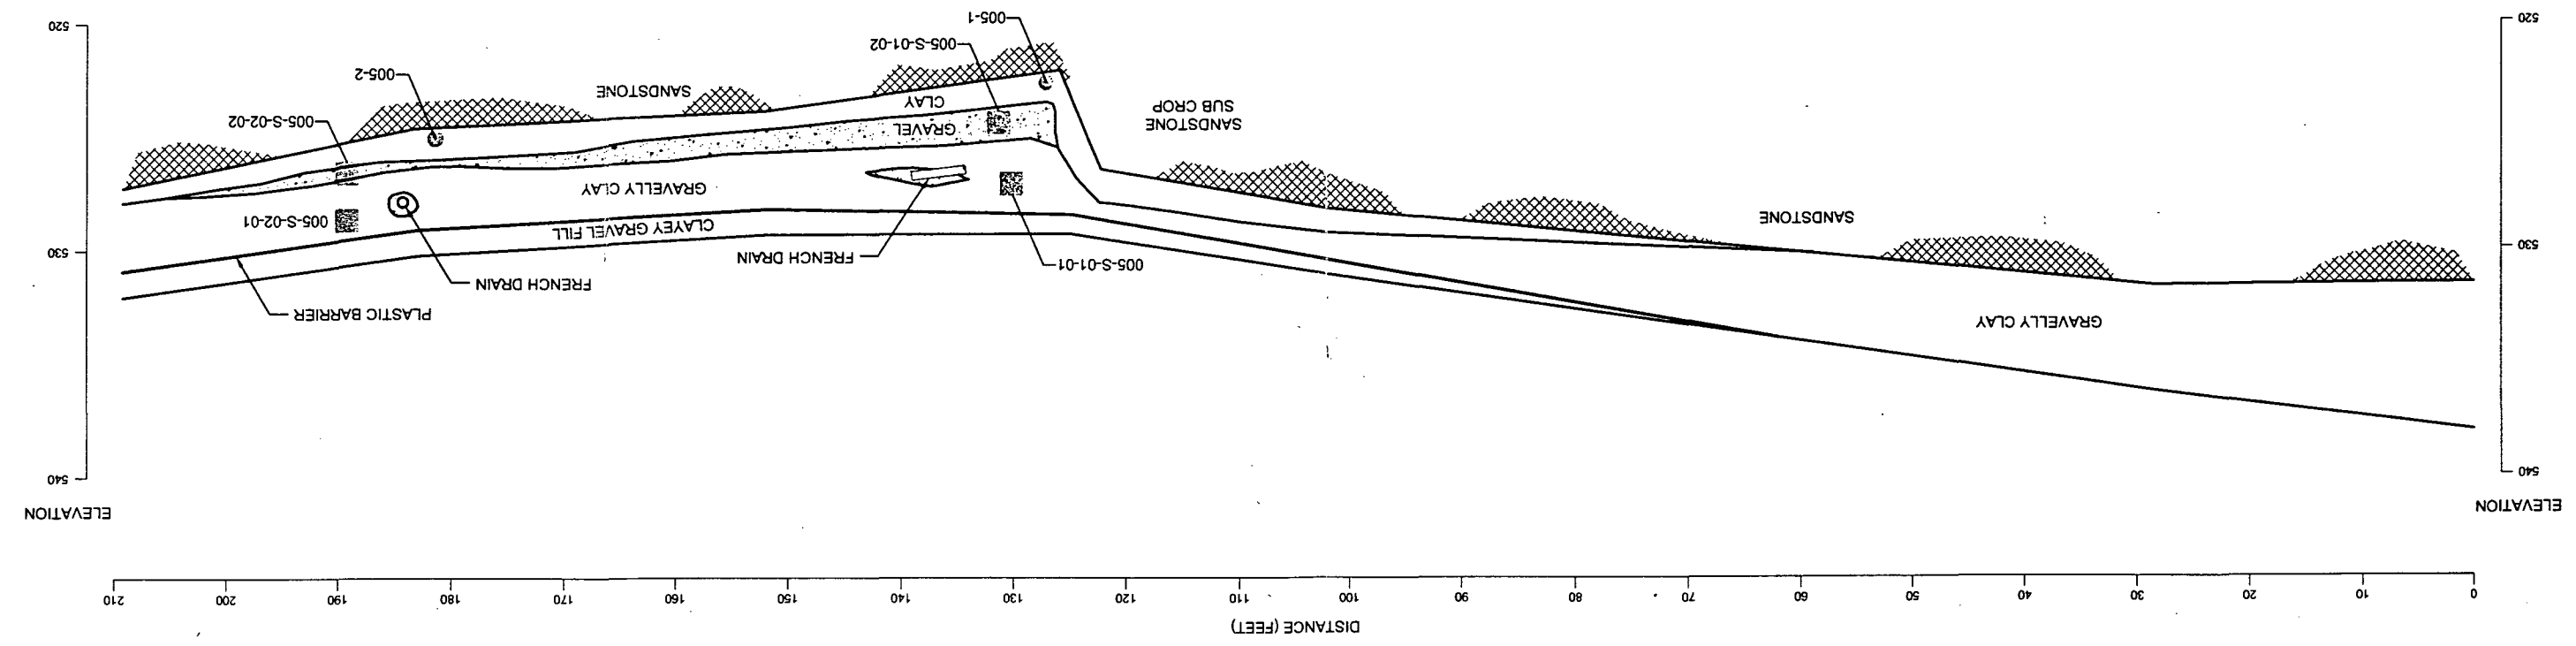 DISTANCE (FEET)
0 10 20 30 40 50 60 70 80 90 100 110 120 130 140 150 160 170 180 190 200 210
ELEVATION
ELEVATION
540
540
GRAVELLY CLAY
PLASTIC BARRIER
FRENCH DRAIN
005-S-01-01
FRENCH DRAIN
530
530
CLAYEY GRAVEL FILL
005-S-02-01
SANDSTONE
GRAVELLY CLAY
SANDSTONE
SUB CROP
GRAVEL
005-S-02-02
CLAY
SANDSTONE
005-2
005-S-01-02
520
520
005-1